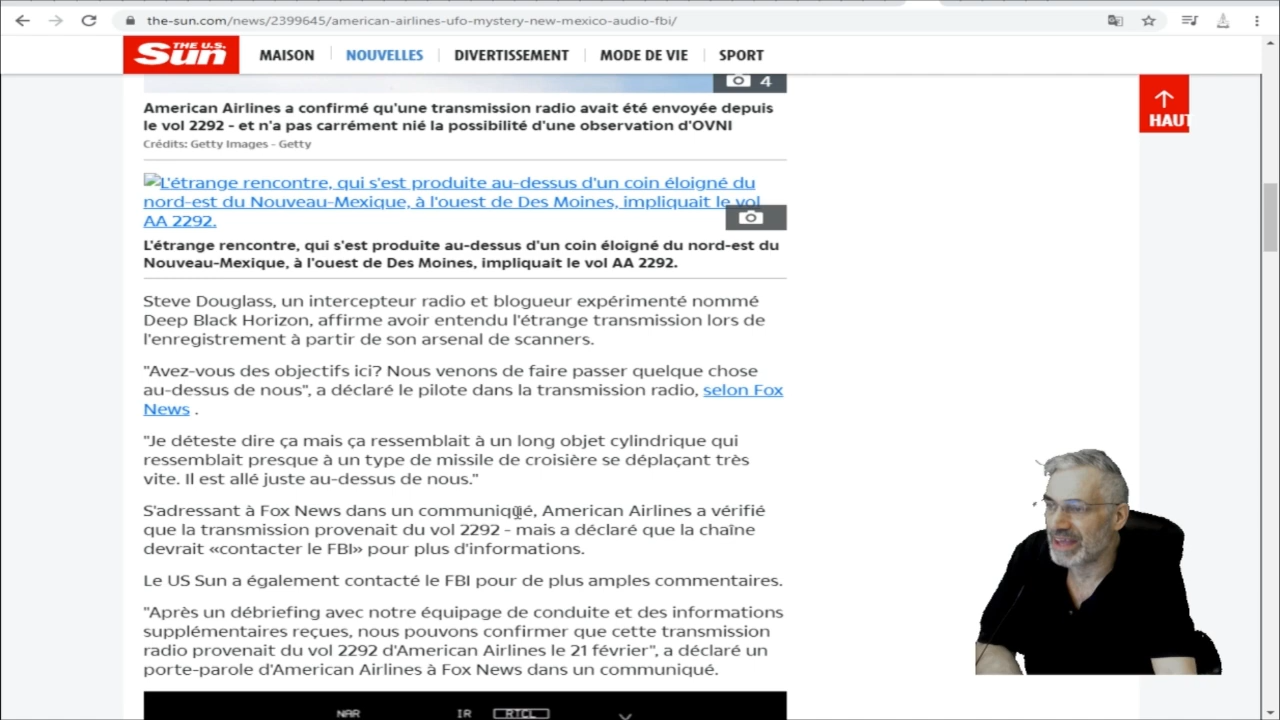 the-sun.com/news/2399645/american-airlines-ufo-mystery-new-mexico-audio-fbi/
THE U.S. Sun
MAISON NOUVELLES DIVERTISSEMENT MODE DE VIE SPORT
4
HAUT
American Airlines a confirmé qu'une transmission radio avait été envoyée depuis
le vol 2292 - et n'a pas carrément nié la possibilité d'une observation d'OVNI
Crédits: Getty Images - Getty
L'étrange rencontre, qui s'est produite au-dessus d'un coin éloigné du
nord-est du Nouveau-Mexique, à l'ouest de Des Moines, impliquait le vol
AA 2292.
L'étrange rencontre, qui s'est produite au-dessus d'un coin éloigné du nord-est du
Nouveau-Mexique, à l'ouest de Des Moines, impliquait le vol AA 2292.
Steve Douglass, un intercepteur radio et blogueur expérimenté nommé
Deep Black Horizon, affirme avoir entendu l'étrange transmission lors de
l'enregistrement à partir de son arsenal de scanners.
"Avez-vous des objectifs ici? Nous venons de faire passer quelque chose
au-dessus de nous", a déclaré le pilote dans la transmission radio, selon Fox
News .
"Je déteste dire ça mais ça ressemblait à un long objet cylindrique qui
ressemblait presque à un type de missile de croisière se déplaçant très
vite. Il est allé juste au-dessus de nous."
S'adressant à Fox News dans un communiqué, American Airlines a vérifié
que la transmission provenait du vol 2292 - mais a déclaré que la chaîne
devrait «contacter le FBI» pour plus d'informations.
Le US Sun a également contacté le FBI pour de plus amples commentaires.
"Après un débriefing avec notre équipage de conduite et des informations
supplémentaires reçues, nous pouvons confirmer que cette transmission
radio provenait du vol 2292 d'American Airlines le 21 février", a déclaré un
porte-parole d'American Airlines à Fox News dans un communiqué.
NAR IR RTCL